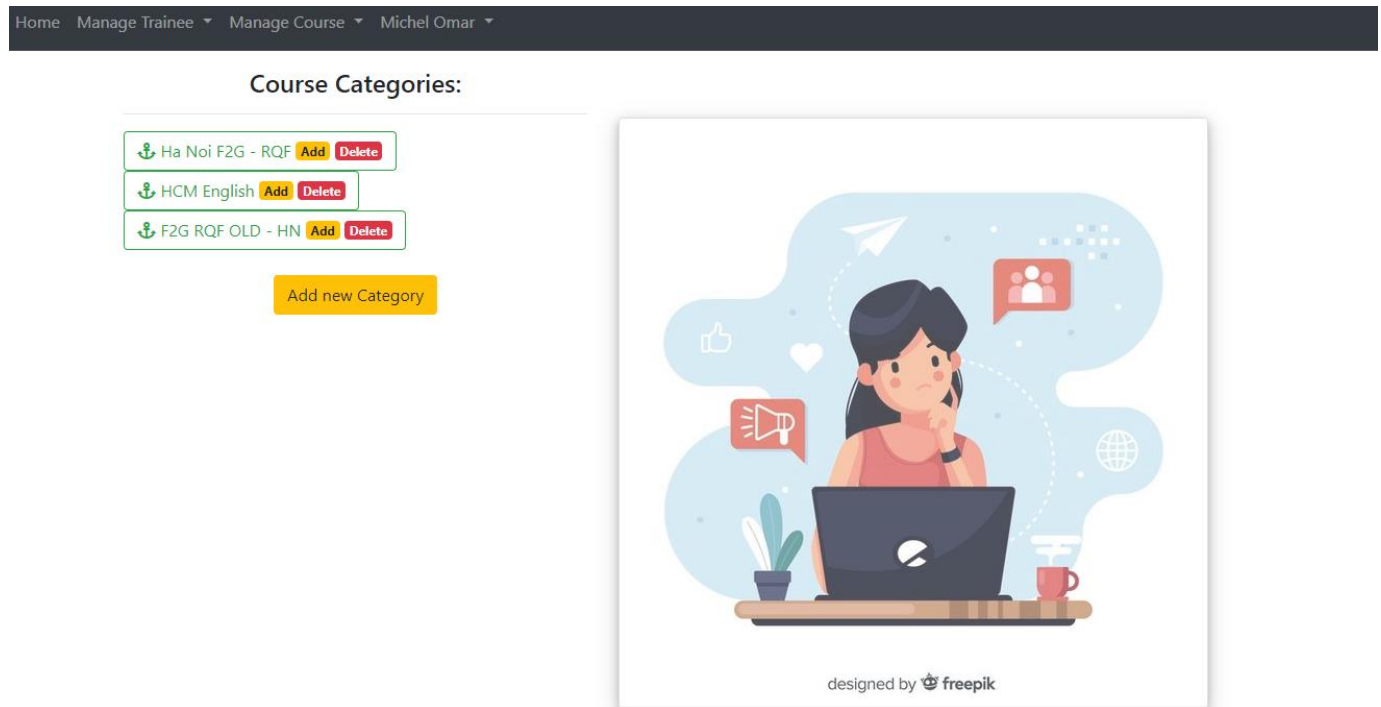 Home Manage Trainee Manage Course Michel Omar
Course Categories:
Ha Noi F2G - RQF Add Delete
HCM English Add Delete
F2G RQF OLD - HN Add Delete
Add new Category
designed by freepik